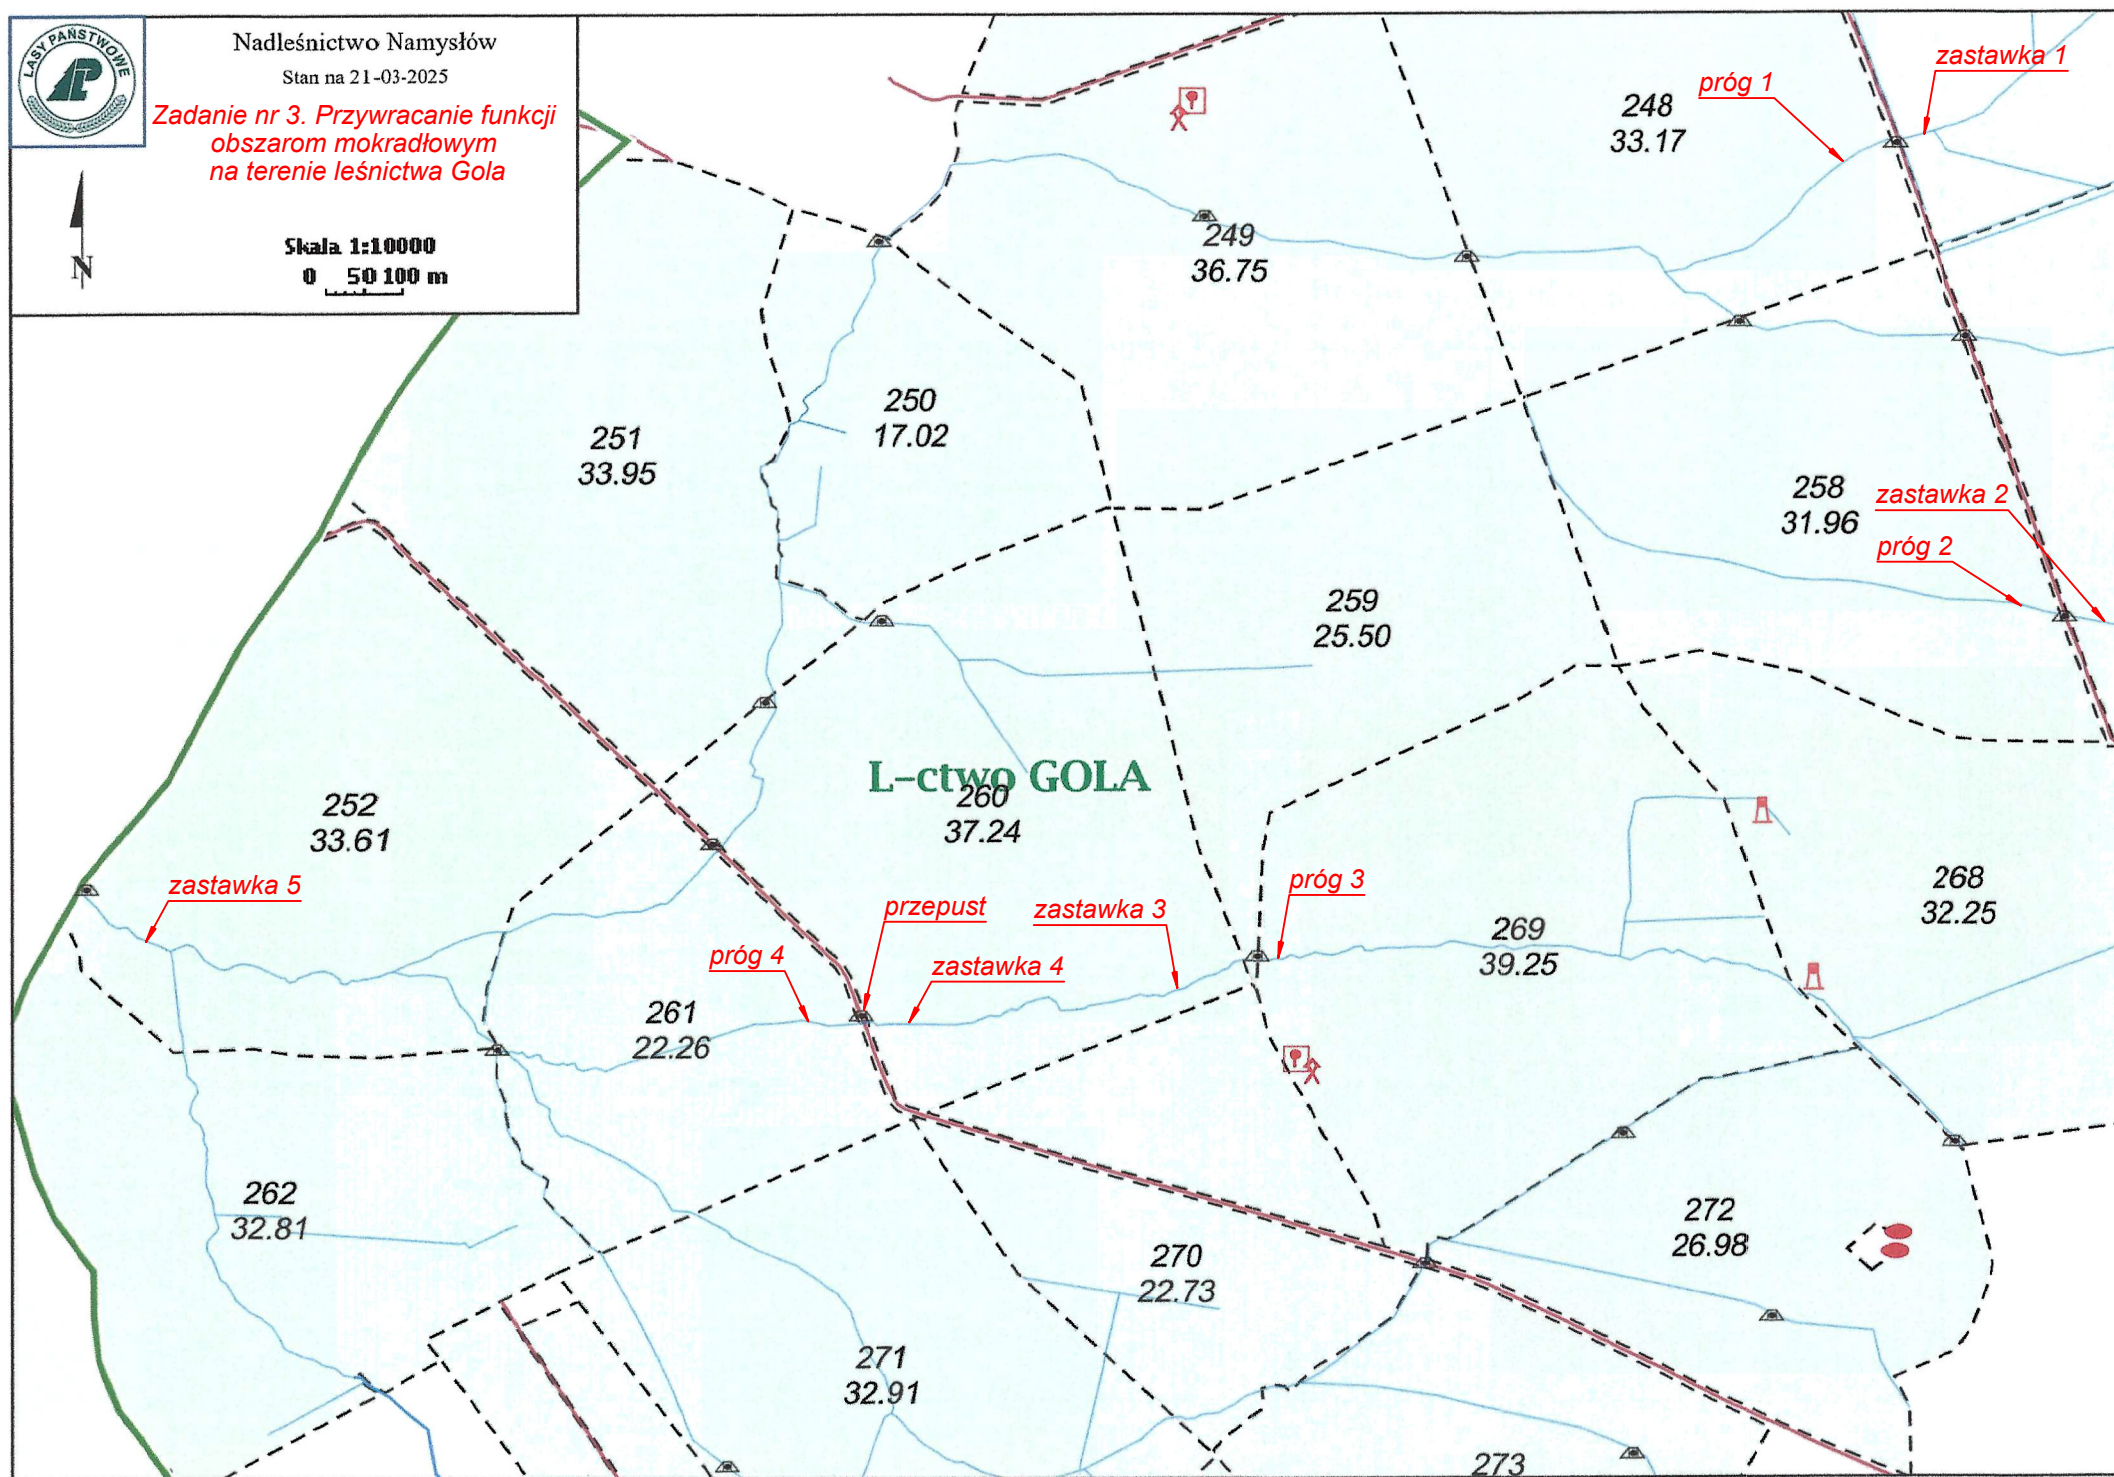 LASY PAŃSTWOWE
Nadleśnictwo Namysłów
Stan na 21-03-2025
Zadanie nr 3. Przywracanie funkcji
obszarom mokradłowym
na terenie leśnictwa Gola
N
Skala 1:10000
0 50 100 m
zastawka 1
próg 1
248
33.17
249
36.75
250
17.02
251
33.95
258
31.96
zastawka 2
próg 2
259
25.50
L-ctwo GOLA
260
37.24
252
33.61
zastawka 5
próg 3
przepust
zastawka 3
268
32.25
269
39.25
próg 4
zastawka 4
261
22.26
262
32.81
272
26.98
270
22.73
271
32.91
273